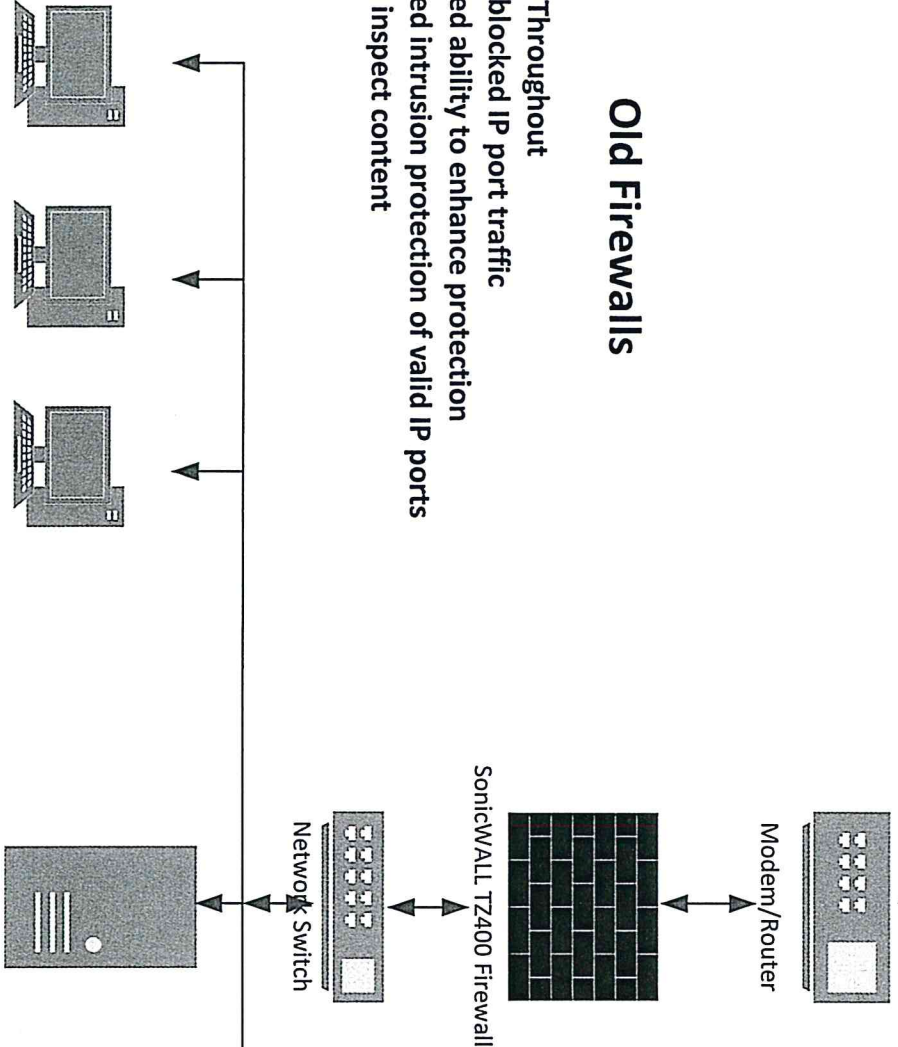 Old Firewalls
Throughout
blocked IP port traffic
ed ability to enhance protection
ed intrusion protection of valid IP ports
inspect content
Modem/Router
SonicWALL TZ400 Firewall
Network Switch